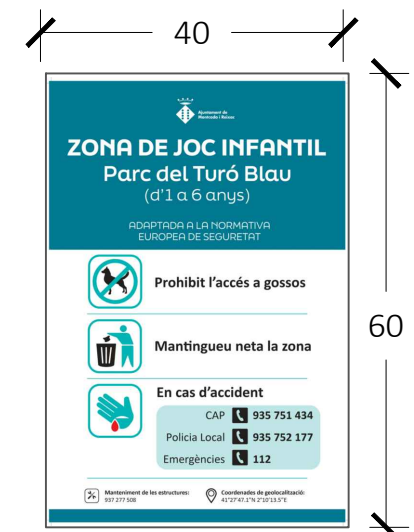 40
Ajuntament de
Montcada i Reixac
ZONA DE JOC INFANTIL
Parc del Turó Blau
(d'1 a 6 anys)
ADAPTADA A LA NORMATIVA
EUROPEA DE SEGURETAT
60
Prohibit l'accés a gossos
Mantingueu neta la zona
En cas d'accident
CAP 935 751 434
Policia Local 935 752 177
Emergències 112
Manteniment de les estructures:
937 277 508
Coordenades de geolocalització:
41°27'47.1"N 2°10'13.5"E